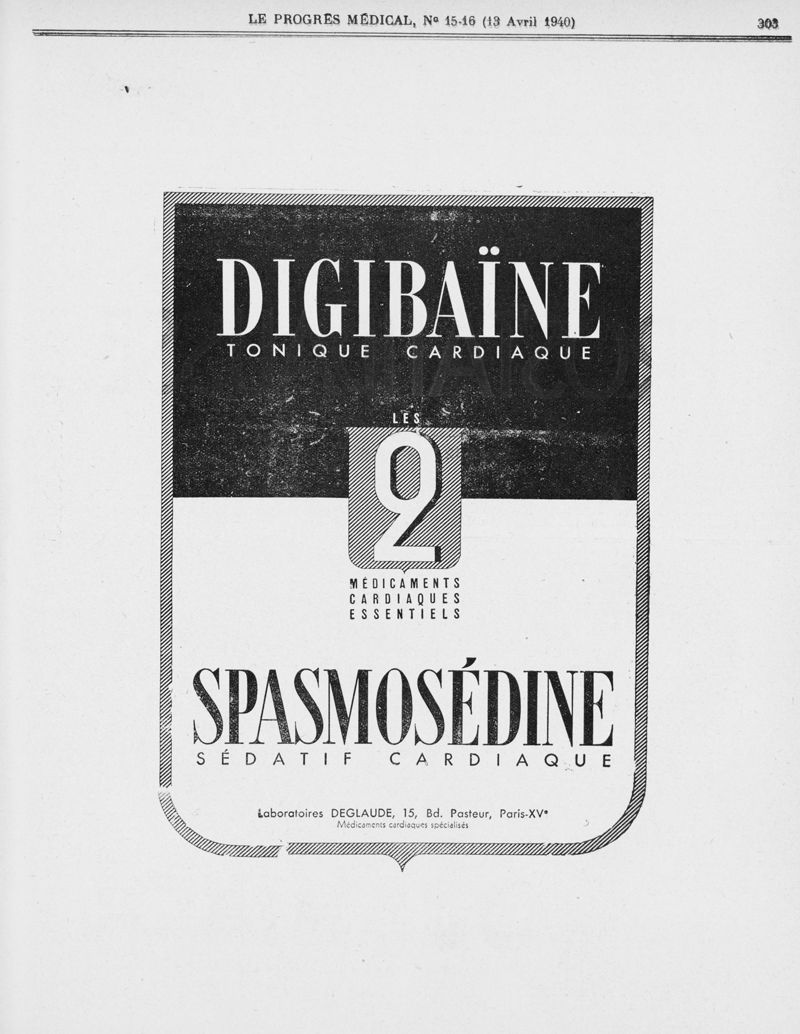 LE PROGRÈS MÉDICAL, Nº 15-16 (13 Avril 1940) 303
DIGIBAÏNE
TONIQUE CARDIAQUE
LES
2
MÉDICAMENTS
CARDIAQUES
ESSENTIELS
SPASMOSÉDINE
SÉDATIF CARDIAQUE
Laboratoires DEGLAUDE, 15, Bd. Pasteur, Paris-XVᵉ
Médicaments cardiaques spécialisés